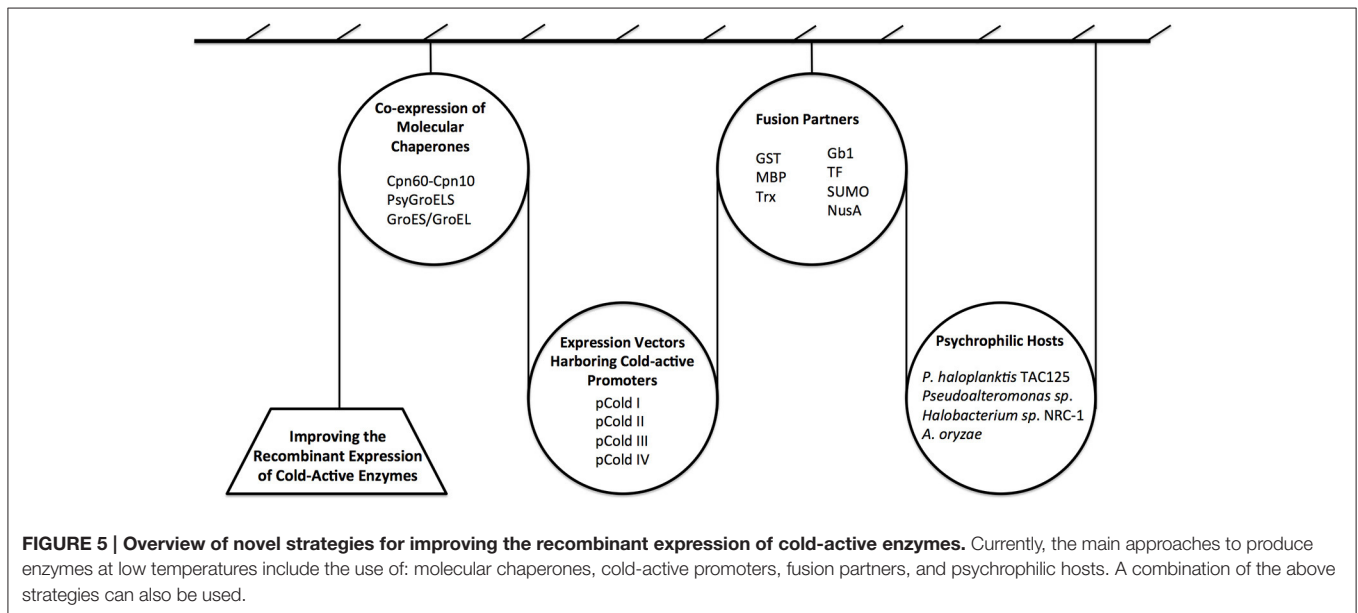 Co-expression of
Molecular
Chaperones
Cpn60-Cpn10
PsyGroELS
GroES/GroEL
Fusion Partners
GST
MBP
Trx
Gb1
TF
SUMO
NusA
Improving the
Recombinant Expression
of Cold-Active Enzymes
Expression Vectors
Harboring Cold-active
Promoters
pCold I
pCold II
pCold III
pCold IV
Psychrophilic Hosts
P. haloplanktis TAC125
Pseudoalteromonas sp.
Halobacterium sp. NRC-1
A. oryzae
FIGURE 5 | Overview of novel strategies for improving the recombinant expression of cold-active enzymes. Currently, the main approaches to produce
enzymes at low temperatures include the use of: molecular chaperones, cold-active promoters, fusion partners, and psychrophilic hosts. A combination of the above
strategies can also be used.